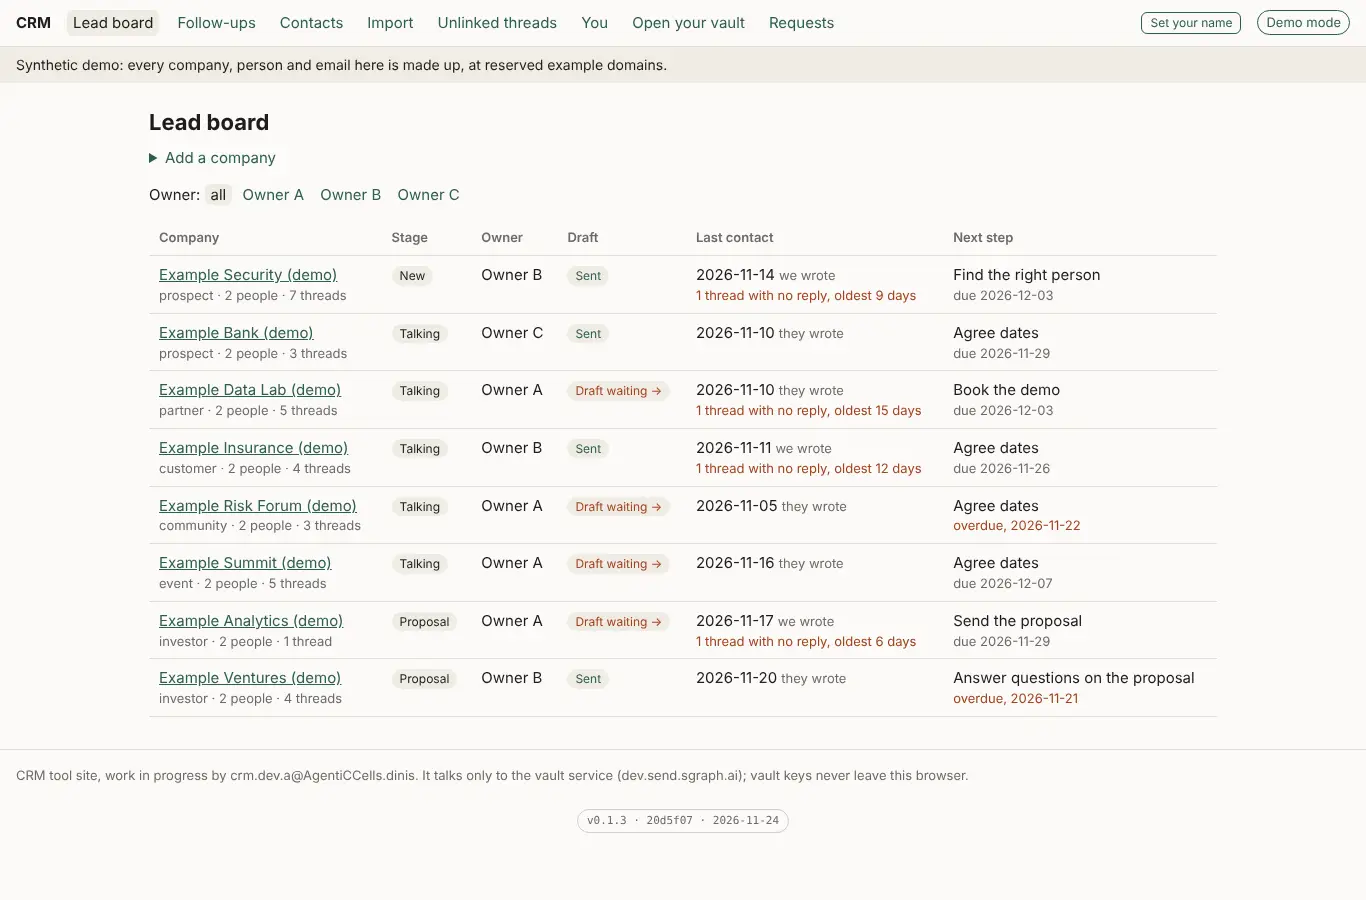 CRM Lead board Follow-ups Contacts Import Unlinked threads You Open your vault Requests Set your name Demo mode
Synthetic demo: every company, person and email here is made up, at reserved example domains.
Lead board
▶ Add a company
Owner: all Owner A Owner B Owner C
Company Stage Owner Draft Last contact Next step
Example Security (demo) New Owner B Sent 2026-11-14 we wrote Find the right person
prospect · 2 people · 7 threads 1 thread with no reply, oldest 9 days due 2026-12-03
Example Bank (demo) Talking Owner C Sent 2026-11-10 they wrote Agree dates
prospect · 2 people · 3 threads due 2026-11-29
Example Data Lab (demo) Talking Owner A Draft waiting → 2026-11-10 they wrote Book the demo
partner · 2 people · 5 threads 1 thread with no reply, oldest 15 days due 2026-12-03
Example Insurance (demo) Talking Owner B Sent 2026-11-11 we wrote Agree dates
customer · 2 people · 4 threads 1 thread with no reply, oldest 12 days due 2026-11-26
Example Risk Forum (demo) Talking Owner A Draft waiting → 2026-11-05 they wrote Agree dates
community · 2 people · 3 threads overdue, 2026-11-22
Example Summit (demo) Talking Owner A Draft waiting → 2026-11-16 they wrote Agree dates
event · 2 people · 5 threads due 2026-12-07
Example Analytics (demo) Proposal Owner A Draft waiting → 2026-11-17 we wrote Send the proposal
investor · 2 people · 1 thread 1 thread with no reply, oldest 6 days due 2026-11-29
Example Ventures (demo) Proposal Owner B Sent 2026-11-20 they wrote Answer questions on the proposal
investor · 2 people · 4 threads overdue, 2026-11-21
CRM tool site, work in progress by crm.dev.a@AgentiCCells.dinis. It talks only to the vault service (dev.send.sgraph.ai); vault keys never leave this browser.
v0.1.3 · 20d5f07 · 2026-11-24